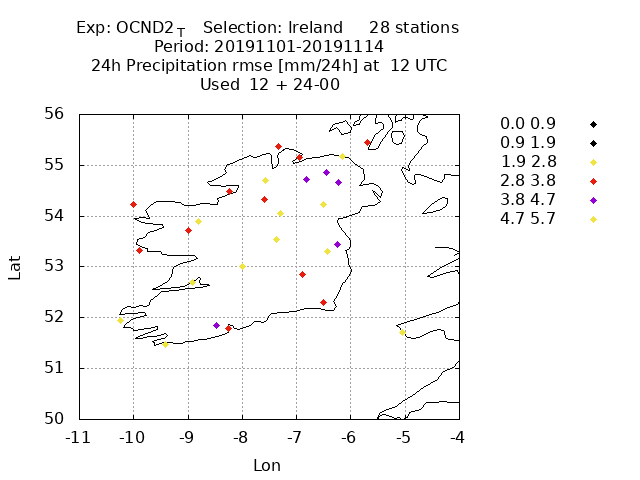 Exp: OCND2T Selection: Ireland 28 stations
Period: 20191101-20191114
24h Precipitation rmse [mm/24h] at 12 UTC
Used 12 + 24-00
0.0 0.9
0.9 1.9
1.9 2.8
2.8 3.8
3.8 4.7
4.7 5.7
56
55
54
53
52
51
50
Lat
-11 -10 -9 -8 -7 -6 -5 -4
Lon